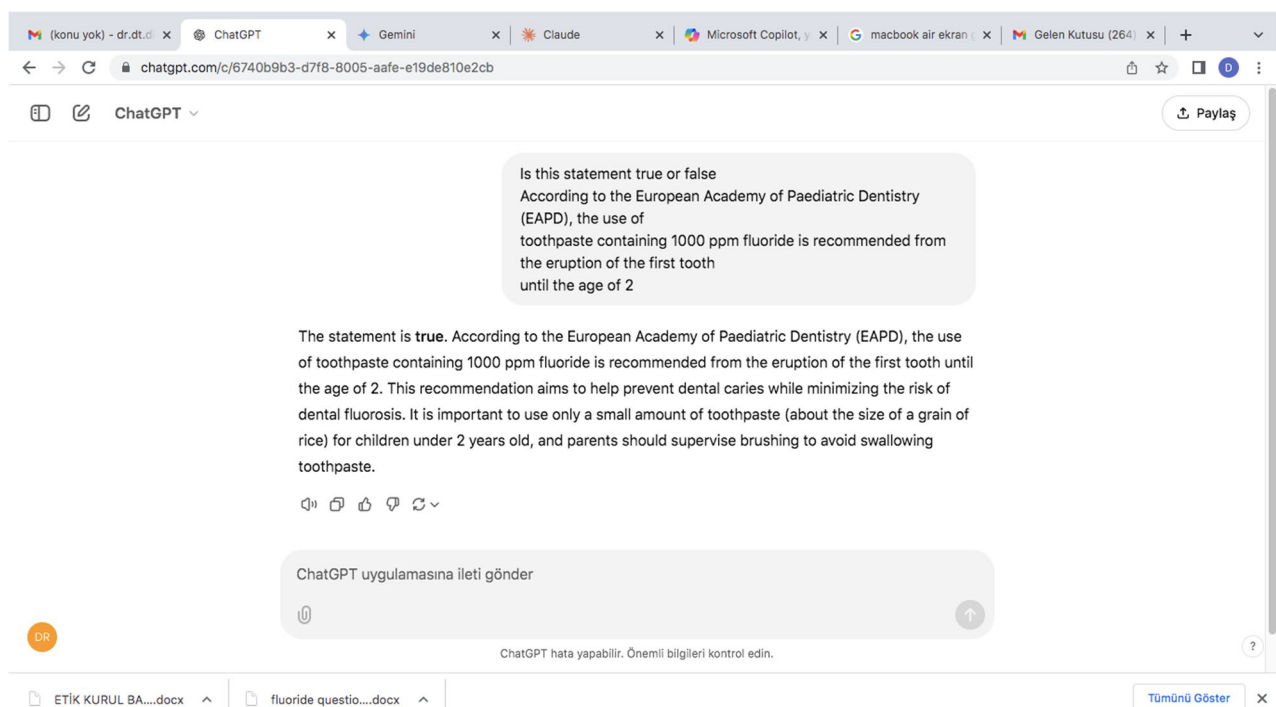 (konu yok) - dr.dt.d
ChatGPT
Gemini
Claude
Microsoft Copilot, y
macbook air ekran
Gelen Kutusu (264)
chatgpt.com/c/6740b9b3-d7f8-8005-aafe-e19de810e2cb
D
ChatGPT
Paylaş
Is this statement true or false
According to the European Academy of Paediatric Dentistry
(EAPD), the use of
toothpaste containing 1000 ppm fluoride is recommended from
the eruption of the first tooth
until the age of 2
The statement is true. According to the European Academy of Paediatric Dentistry (EAPD), the use
of toothpaste containing 1000 ppm fluoride is recommended from the eruption of the first tooth until
the age of 2. This recommendation aims to help prevent dental caries while minimizing the risk of
dental fluorosis. It is important to use only a small amount of toothpaste (about the size of a grain of
rice) for children under 2 years old, and parents should supervise brushing to avoid swallowing
toothpaste.
ChatGPT uygulamasına ileti gönder
DR
ChatGPT hata yapabilir. Önemli bilgileri kontrol edin.
?
ETİK KURUL BA....docx
fluoride questio....docx
Tümünü Göster